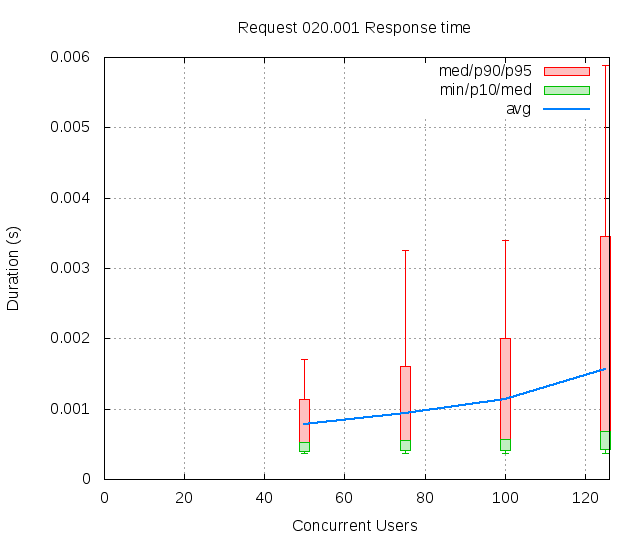 Request 020.001 Response time
0.006
0.005
0.004
0.003
0.002
0.001
0
med/p90/p95
min/p10/med
avg
Duration (s)
0 20 40 60 80 100 120
Concurrent Users